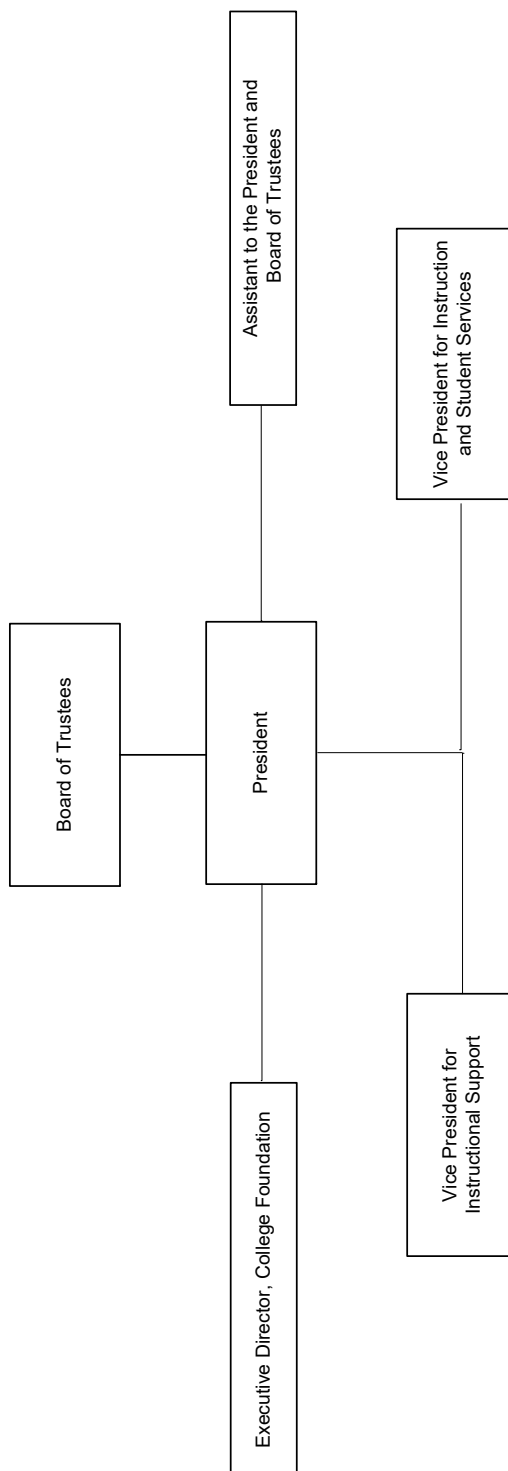 Board of Trustees
Executive Director, College Foundation
President
Assistant to the President and
Board of Trustees
Vice President for
Instructional Support
Vice President for Instruction
and Student Services